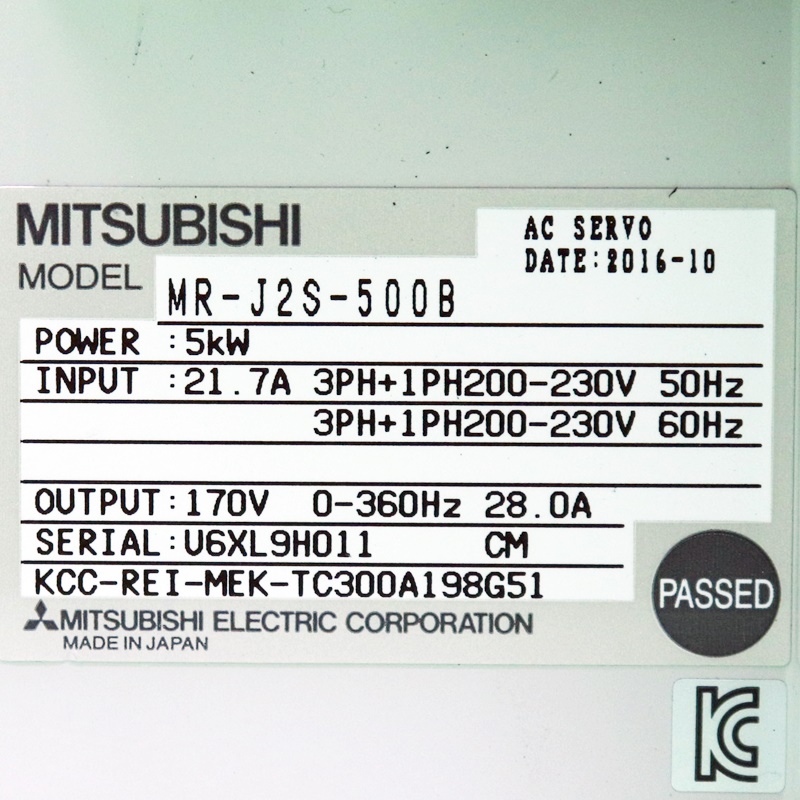 MITSUBISHI
AC SERVO
DATE:2016-10
MODEL MR-J2S-500B
POWER :5kW
INPUT :21.7A 3PH+1PH200-230V 50Hz
3PH+1PH200-230V 60Hz
OUTPUT:170V 0-360Hz 28.0A
SERIAL:U6XL9H011 CM
KCC-REI-MEK-TC300A198G51
PASSED
MITSUBISHI ELECTRIC CORPORATION
MADE IN JAPAN
KC